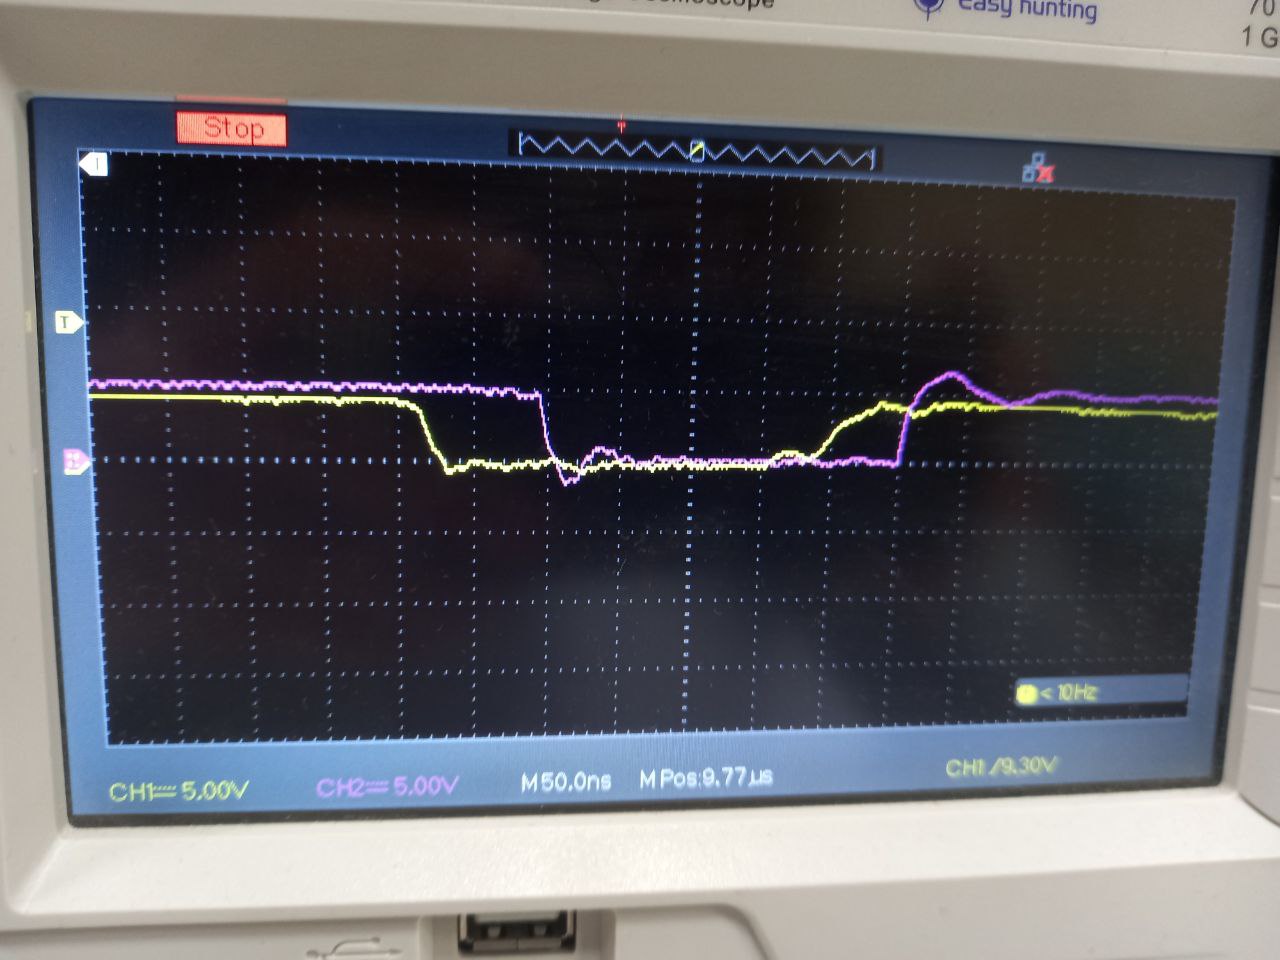 easy hunting
70
1 G
Stop
T
T
CH1 5.00V CH2 5.00V M 50.0ns M Pos:9.77µs CH1 /9.30V
< 10Hz